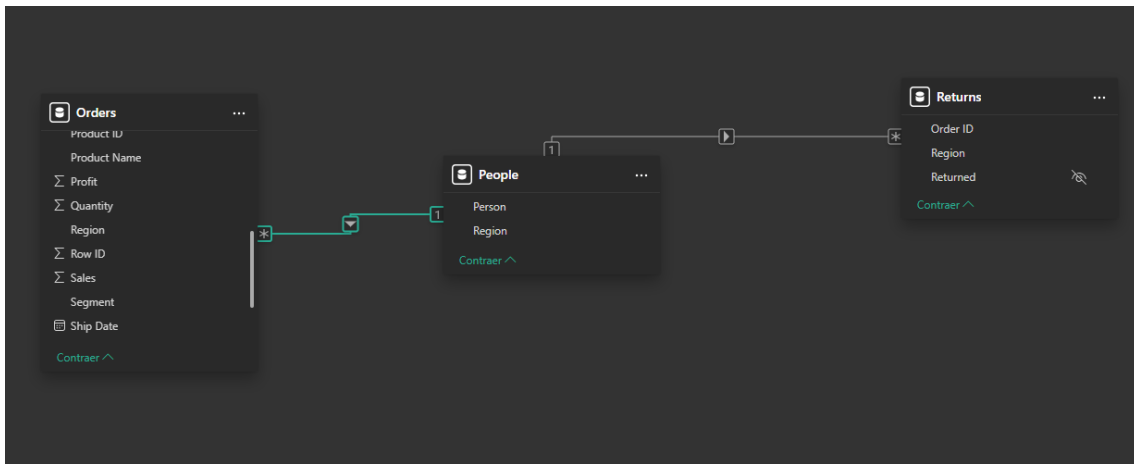 Orders
...
Product ID
Product Name
∑ Profit
∑ Quantity
Region
∑ Row ID
∑ Sales
Segment
Ship Date
Contraer
*
1
People
...
Person
Region
Contraer
1
*
Returns
...
Order ID
Region
Returned
Contraer